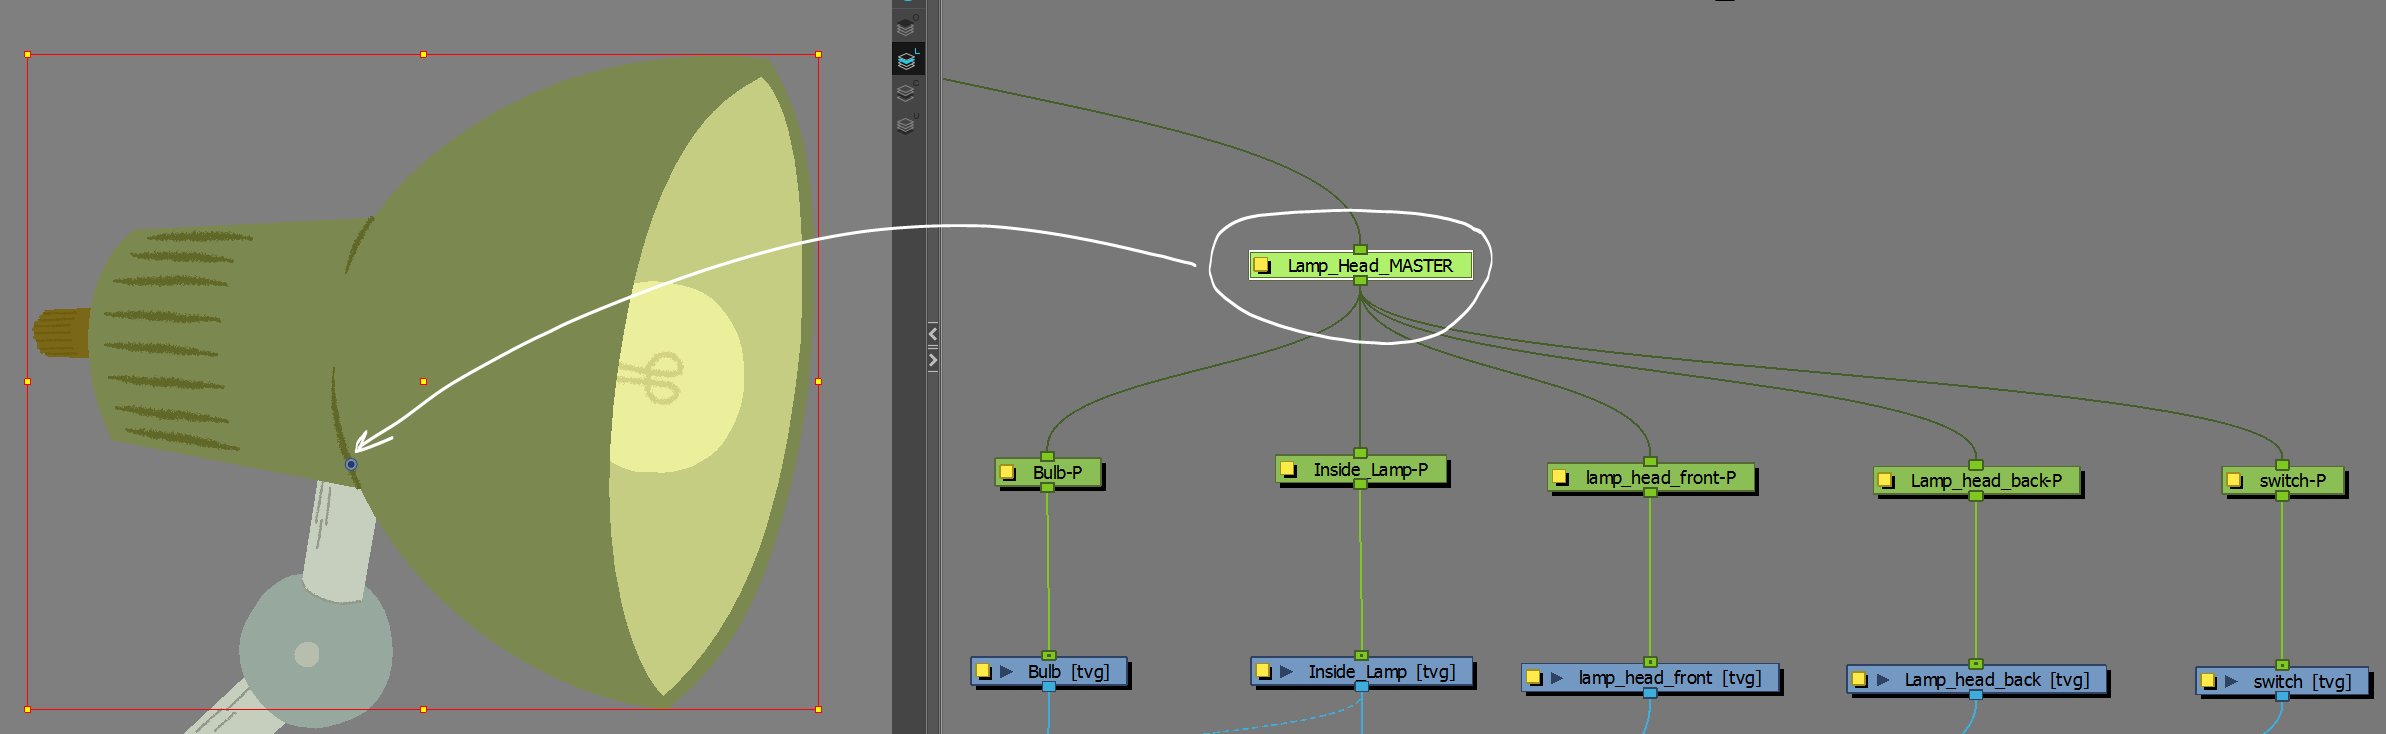 O
L
C
U
Lamp_Head_MASTER
Bulb-P
Inside_Lamp-P
lamp_head_front-P
Lamp_head_back-P
switch-P
Bulb [tvg]
Inside_Lamp [tvg]
lamp_head_front [tvg]
Lamp_head_back [tvg]
switch [tvg]